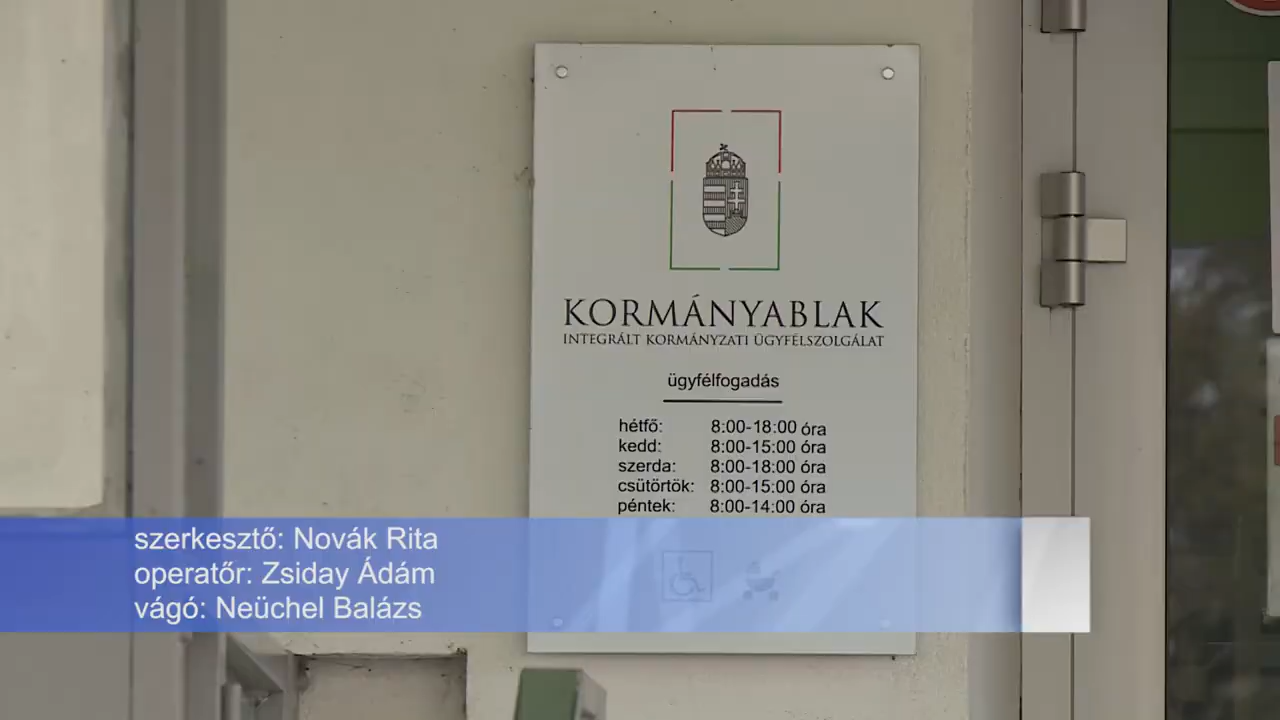 KORMÁNYABLAK
INTEGRÁLT KORMÁNYZATI ÜGYFÉLSZOLGÁLAT
ügyfélfogadás
hétfő: 8:00-18:00 óra
kedd: 8:00-15:00 óra
szerda: 8:00-18:00 óra
csütörtök: 8:00-15:00 óra
péntek: 8:00-14:00 óra
szerkesztő: Novák Rita
operatőr: Zsiday Ádám
vágó: Neüchel Balázs